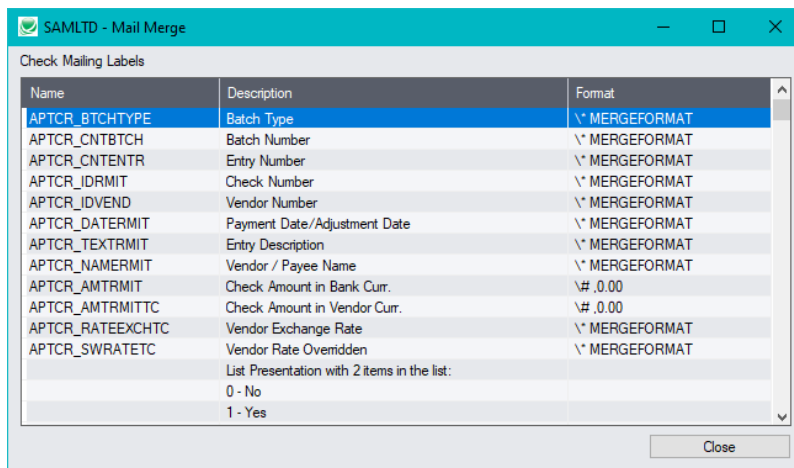 SAMLTD - Mail Merge
Check Mailing Labels
Name Description Format
APTCR_BTCHTYPE Batch Type \* MERGEFORMAT
APTCR_CNTBTCH Batch Number \* MERGEFORMAT
APTCR_CNTENTR Entry Number \* MERGEFORMAT
APTCR_IDRMIT Check Number \* MERGEFORMAT
APTCR_IDVEND Vendor Number \* MERGEFORMAT
APTCR_DATERMIT Payment Date/Adjustment Date \* MERGEFORMAT
APTCR_TEXTRMIT Entry Description \* MERGEFORMAT
APTCR_NAMERMIT Vendor / Payee Name \* MERGEFORMAT
APTCR_AMTRMIT Check Amount in Bank Curr. \# ,0.00
APTCR_AMTRMITTC Check Amount in Vendor Curr. \# ,0.00
APTCR_RATEEXCHTC Vendor Exchange Rate \* MERGEFORMAT
APTCR_SWRATETC Vendor Rate Overridden \* MERGEFORMAT
List Presentation with 2 items in the list:
0 - No
1 - Yes
Close